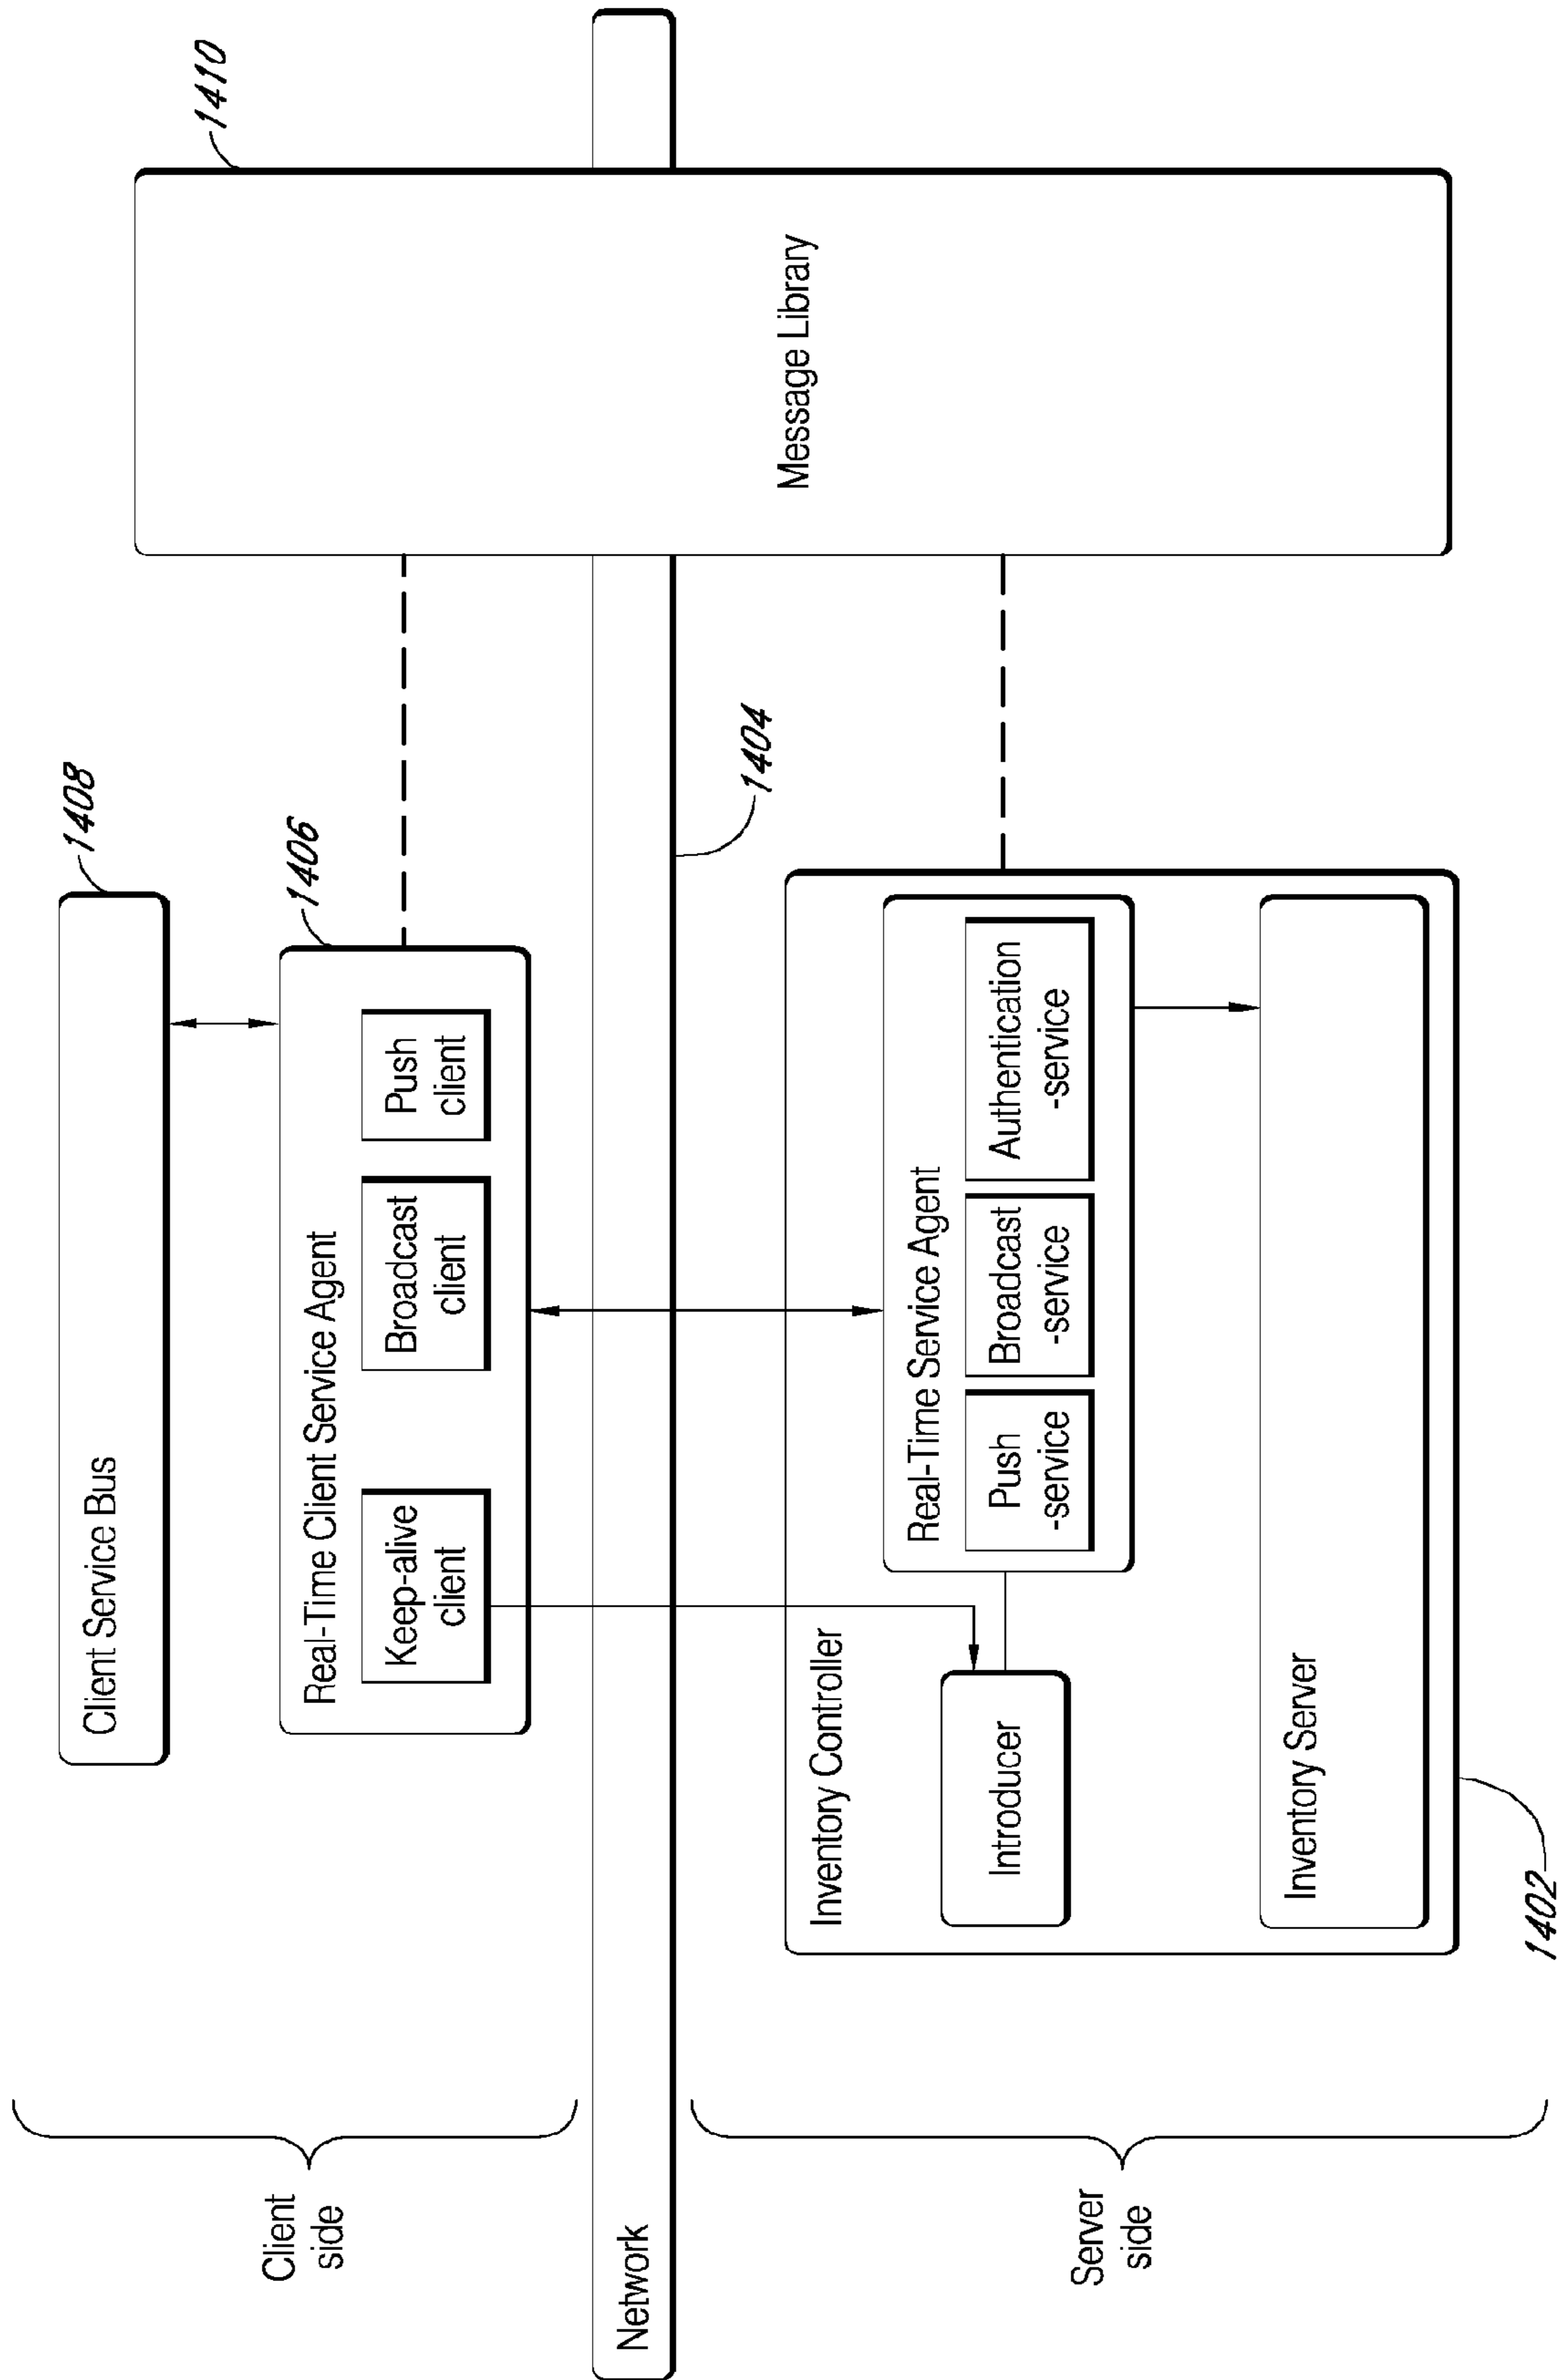 1408
Client Service Bus
1410
1406
Real-Time Client Service Agent
Keep-alive
client
Broadcast
client
Push
client
Client
side
Network
1404
Message Library
Inventory Controller
Real-Time Service Agent
Introducer
Push
-service
Broadcast
-service
Authentication
-service
Server
side
Inventory Server
1402